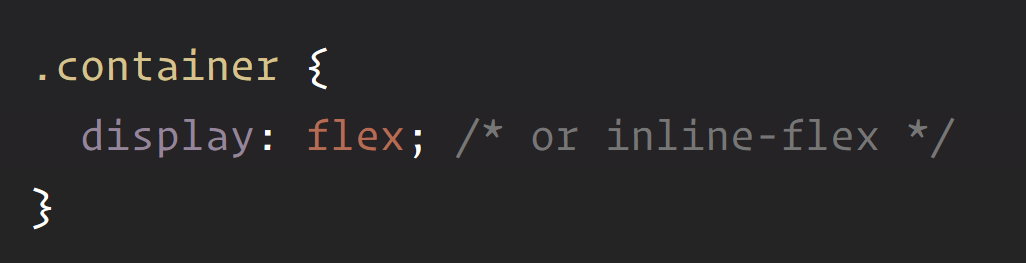 .container {
  display: flex; /* or inline-flex */
}